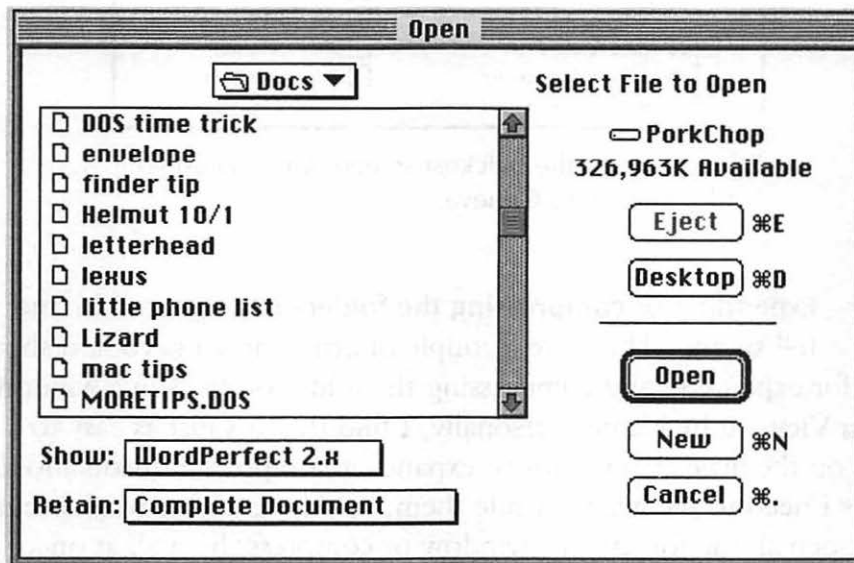 Open
Docs
DOS time trick
envelope
finder tip
Helmut 10/1
letterhead
lexus
little phone list
Lizard
mac tips
MORETIPS.DOS
Show: WordPerfect 2.x
Retain: Complete Document
Select File to Open
PorkChop
326,963K Available
Eject ⌘E
Desktop ⌘D
Open
New ⌘N
Cancel ⌘.